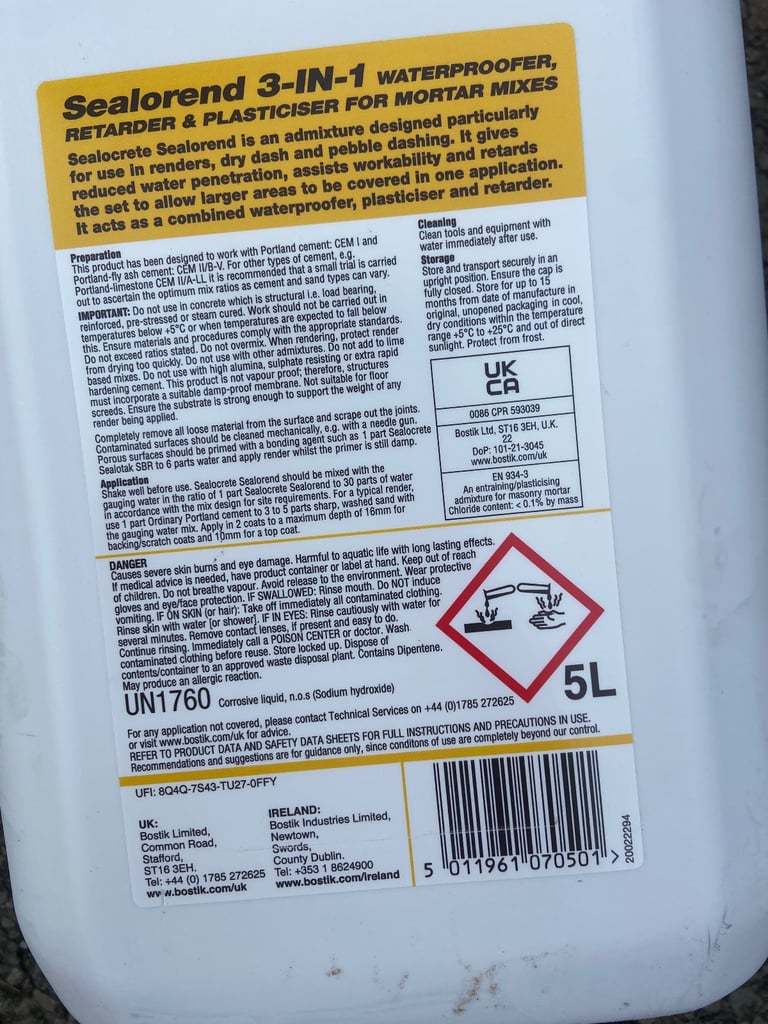 Sealorend 3-IN-1 WATERPROOFER,
RETARDER & PLASTICISER FOR MORTAR MIXES
Sealocrete Sealorend is an admixture designed particularly
for use in renders, dry dash and pebble dashing. It gives
reduced water penetration, assists workability and retards
the set to allow larger areas to be covered in one application.
It acts as a combined waterproofer, plasticiser and retarder.
Preparation
This product has been designed to work with Portland cement: CEM I and
Portland-fly ash cement: CEM II/B-V. For other types of cement, e.g.
Portland-limestone CEM II/A-LL it is recommended that a small trial is carried
out to ascertain the optimum mix ratios as cement and sand types can vary.
IMPORTANT: Do not use in concrete which is structural i.e. load bearing,
reinforced, pre-stressed or steam cured. Work should not be carried out in
temperatures below +5°C or when temperatures are expected to fall below
this. Ensure materials and procedures comply with the appropriate standards.
Do not exceed ratios stated. Do not overmix. When rendering, protect render
from drying too quickly. Do not use with other admixtures. Do not add to lime
based mixes. Do not use with high alumina, sulphate resisting or extra rapid
hardening cement. This product is not vapour proof; therefore, structures
must incorporate a suitable damp-proof membrane. Not suitable for floor
screeds. Ensure the substrate is strong enough to support the weight of any
render being applied.
Completely remove all loose material from the surface and scrape out the joints.
Contaminated surfaces should be cleaned mechanically, e.g. with a needle gun.
Porous surfaces should be primed with a bonding agent such as 1 part Sealocrete
Sealotak SBR to 6 parts water and apply render whilst the primer is still damp.
Application
Shake well before use. Sealocrete Sealorend should be mixed with the
gauging water in the ratio of 1 part Sealocrete Sealorend to 30 parts of water
in accordance with the mix design for site requirements. For a typical render,
use 1 part Ordinary Portland cement to 3 to 5 parts sharp, washed sand with
the gauging water mix. Apply in 2 coats to a maximum depth of 16mm for
backing/scratch coats and 10mm for a top coat.
Cleaning
Clean tools and equipment with
water immediately after use.
Storage
Store and transport securely in an
upright position. Ensure the cap is
fully closed. Store for up to 15
months from date of manufacture in
original, unopened packaging in cool,
dry conditions within the temperature
range +5°C to +25°C and out of direct
sunlight. Protect from frost.
UK
CA
0086 CPR 593039
Bostik Ltd, ST16 3EH, U.K.
22
DoP: 101-21-3045
www.bostik.com/uk
EN 934-3
An entraining/plasticising
admixture for masonry mortar
Chloride content: < 0.1% by mass
DANGER
Causes severe skin burns and eye damage. Harmful to aquatic life with long lasting effects.
If medical advice is needed, have product container or label at hand. Keep out of reach
of children. Do not breathe vapour. Avoid release to the environment. Wear protective
gloves and eye/face protection. IF SWALLOWED: Rinse mouth. Do NOT induce
vomiting. IF ON SKIN (or hair): Take off immediately all contaminated clothing.
Rinse skin with water [or shower]. IF IN EYES: Rinse cautiously with water for
several minutes. Remove contact lenses, if present and easy to do.
Continue rinsing. Immediately call a POISON CENTER or doctor. Wash
contaminated clothing before reuse. Store locked up. Dispose of
contents/container to an approved waste disposal plant. Contains Dipentene.
May produce an allergic reaction.
UN1760 Corrosive liquid, n.o.s (Sodium hydroxide)
5L
For any application not covered, please contact Technical Services on +44 (0)1785 272625
or visit www.bostik.com/uk for advice.
REFER TO PRODUCT DATA AND SAFETY DATA SHEETS FOR FULL INSTRUCTIONS AND PRECAUTIONS IN USE.
Recommendations and suggestions are for guidance only, since conditons of use are completely beyond our control.
UFI: 8Q4Q-7S43-TU27-0FFY
UK:
Bostik Limited,
Common Road,
Stafford,
ST16 3EH.
Tel: +44 (0) 1785 272625
www.bostik.com/uk
IRELAND:
Bostik Industries Limited,
Newtown,
Swords,
County Dublin.
Tel: +353 1 8624900
www.bostik.com/ireland
5 011961 070501 >
20022294